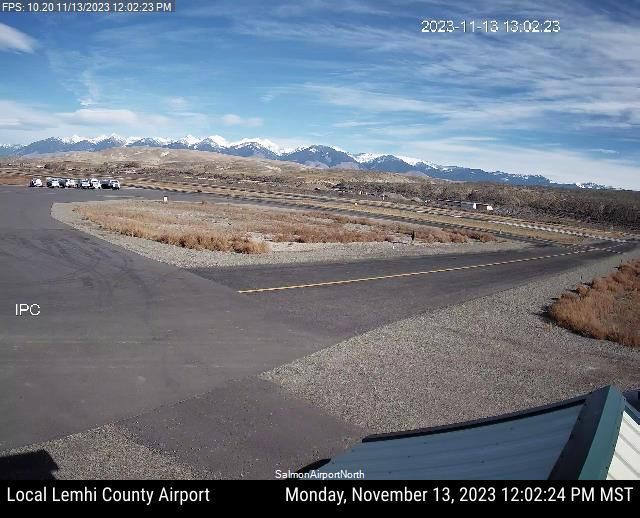 FPS: 10.20 11/13/2023 12:02:23 PM
2023-11-13 13:02:23
IPC
SalmonAirportNorth
Local Lemhi County Airport
Monday, November 13, 2023 12:02:24 PM MST